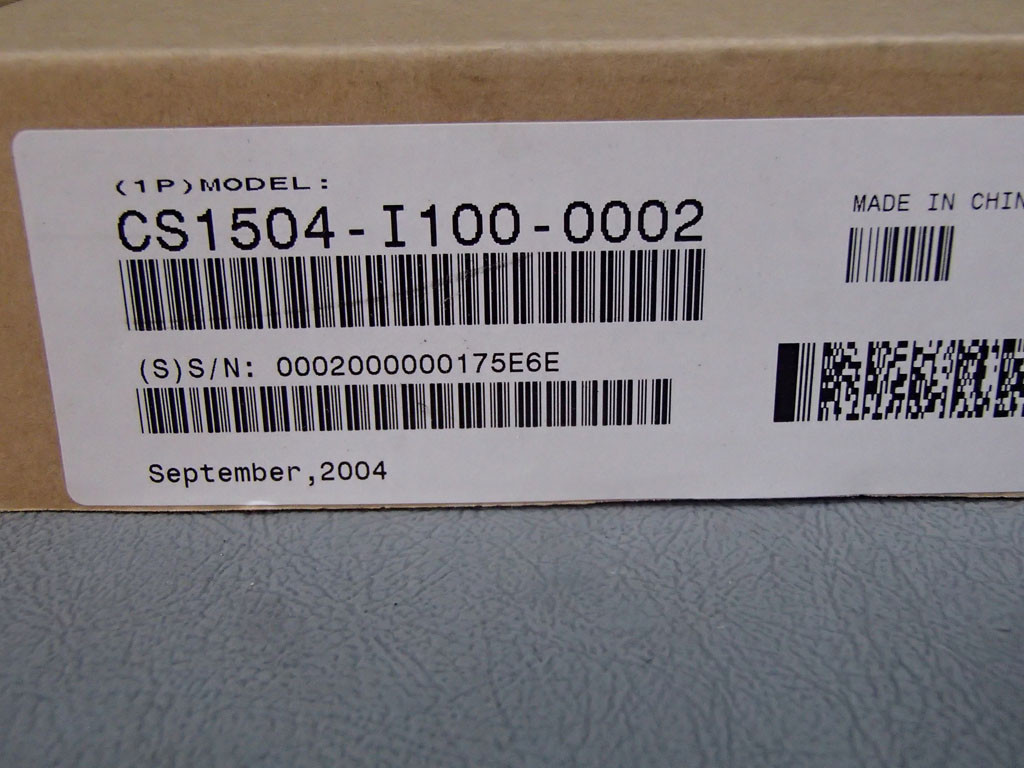 (1P)MODEL:
CS1504-I100-0002
(S)S/N: 0002000000175E6E
September,2004
MADE IN CHIN